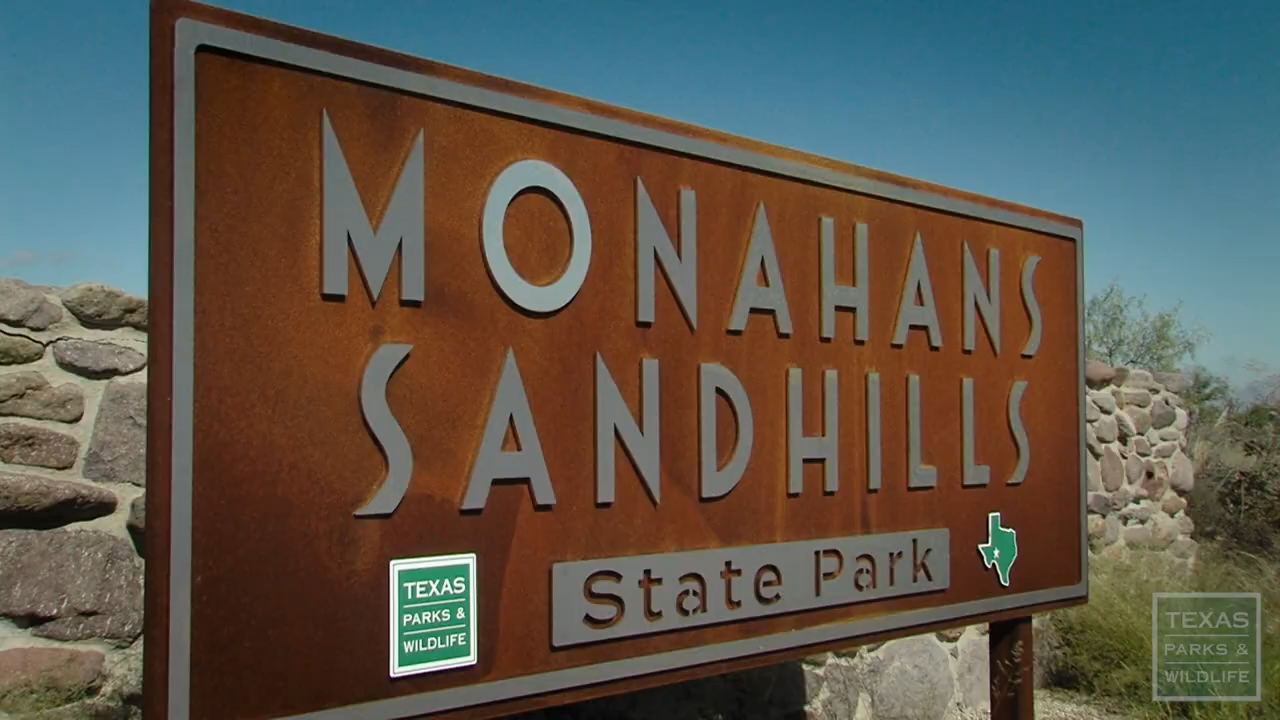 MONAHANS
SANDHILLS
State Park
TEXAS
PARKS &
WILDLIFE
TEXAS
PARKS &
WILDLIFE